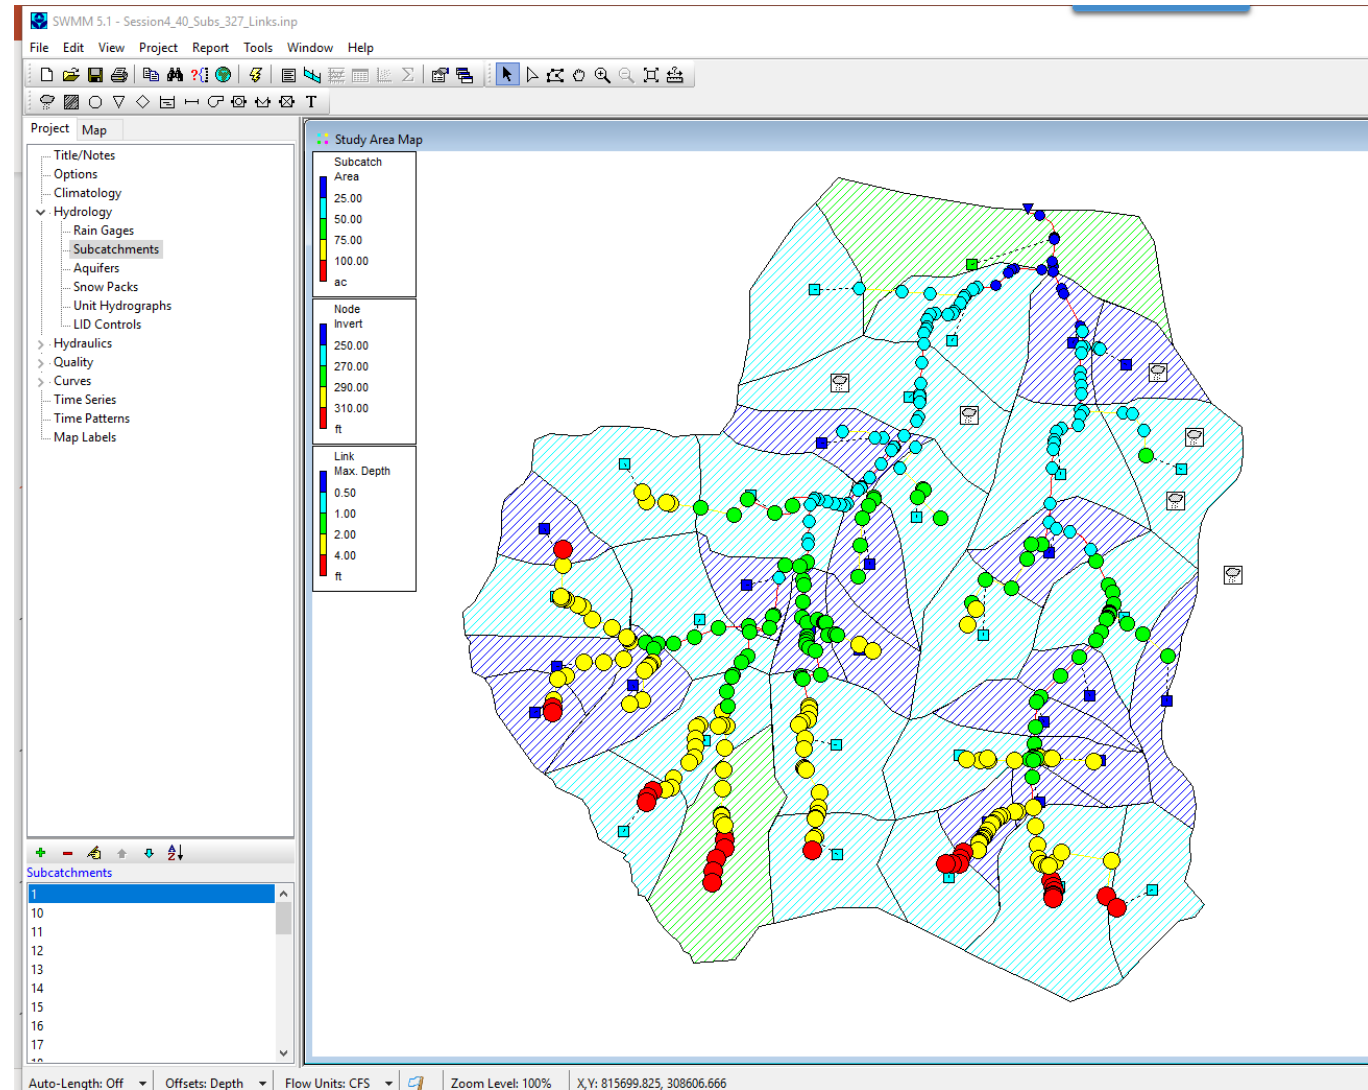 SWMM 5.1 - Session4_40_Subs_327_Links.inp
File Edit View Project Report Tools Window Help
Project Map
Title/Notes
Options
Climatology
Hydrology
Rain Gages
Subcatchments
Aquifers
Snow Packs
Unit Hydrographs
LID Controls
Hydraulics
Quality
Curves
Time Series
Time Patterns
Map Labels
Subcatchments
1
10
11
12
13
14
15
16
17
Study Area Map
Subcatch
Area
25.00
50.00
75.00
100.00
ac
Node
Invert
250.00
270.00
290.00
310.00
ft
Link
Max. Depth
0.50
1.00
2.00
4.00
ft
Auto-Length: Off Offsets: Depth Flow Units: CFS Zoom Level: 100% X,Y: 815699.825, 308606.666